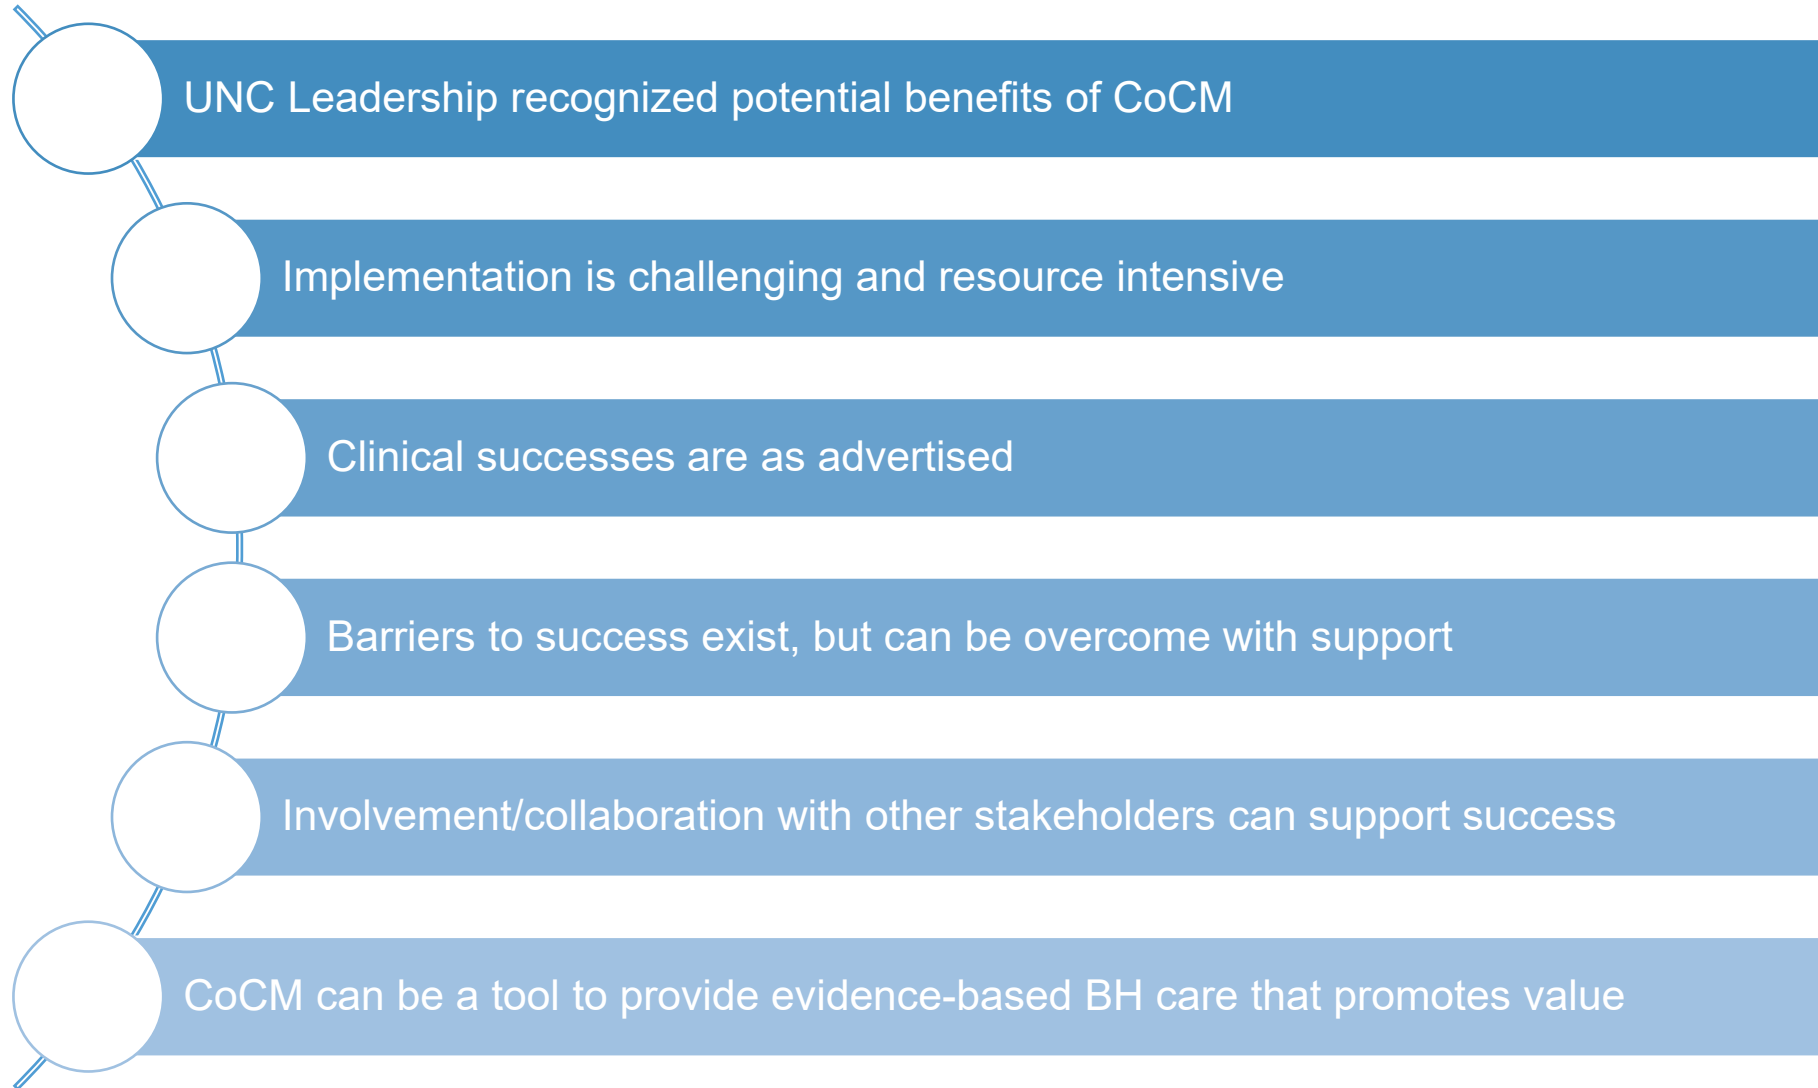 UNC Leadership recognized potential benefits of CoCM
Implementation is challenging and resource intensive
Clinical successes are as advertised
Barriers to success exist, but can be overcome with support
Involvement/collaboration with other stakeholders can support success
CoCM can be a tool to provide evidence-based BH care that promotes value